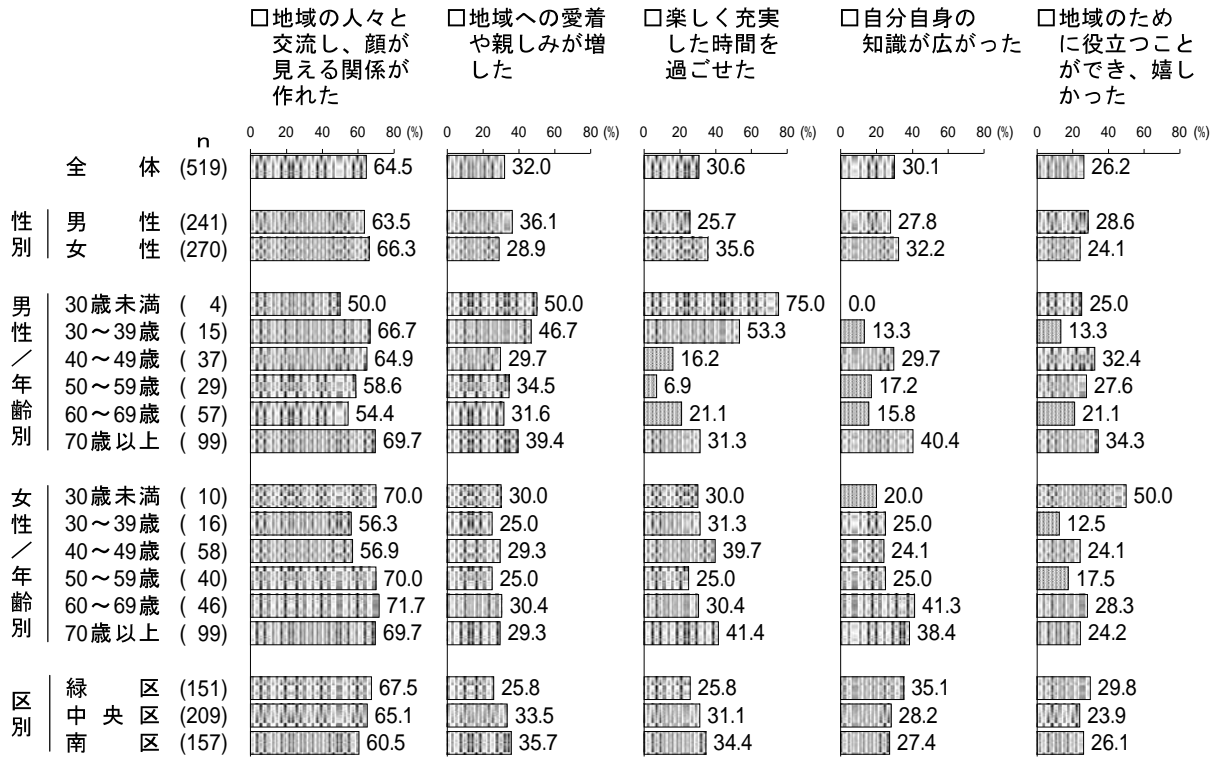 □地域の人々と
交流し、顔が
見える関係が
作れた
□地域への愛着
や親しみが増
した
□楽しく充実
した時間を
過ごせた
□自分自身の
知識が広がった
□地域のため
に役立つこと
ができ、嬉し
かった
n
0 20 40 60 80 (%)
0 20 40 60 80 (%)
0 20 40 60 80 (%)
0 20 40 60 80 (%)
0 20 40 60 80 (%)
全体 (519) 64.5 32.0 30.6 30.1 26.2
性別
男性 (241) 63.5 36.1 25.7 27.8 28.6
女性 (270) 66.3 28.9 35.6 32.2 24.1
男性/年齢別
30歳未満 ( 4) 50.0 50.0 75.0 0.0 25.0
30~39歳 ( 15) 66.7 46.7 53.3 13.3 13.3
40~49歳 ( 37) 64.9 29.7 16.2 29.7 32.4
50~59歳 ( 29) 58.6 34.5 6.9 17.2 27.6
60~69歳 ( 57) 54.4 31.6 21.1 15.8 21.1
70歳以上 ( 99) 69.7 39.4 31.3 40.4 34.3
女性/年齢別
30歳未満 ( 10) 70.0 30.0 30.0 20.0 50.0
30~39歳 ( 16) 56.3 25.0 31.3 25.0 12.5
40~49歳 ( 58) 56.9 29.3 39.7 24.1 24.1
50~59歳 ( 40) 70.0 25.0 25.0 25.0 17.5
60~69歳 ( 46) 71.7 30.4 30.4 41.3 28.3
70歳以上 ( 99) 69.7 29.3 41.4 38.4 24.2
区別
緑区 (151) 67.5 25.8 25.8 35.1 29.8
中央区 (209) 65.1 33.5 31.1 28.2 23.9
南区 (157) 60.5 35.7 34.4 27.4 26.1